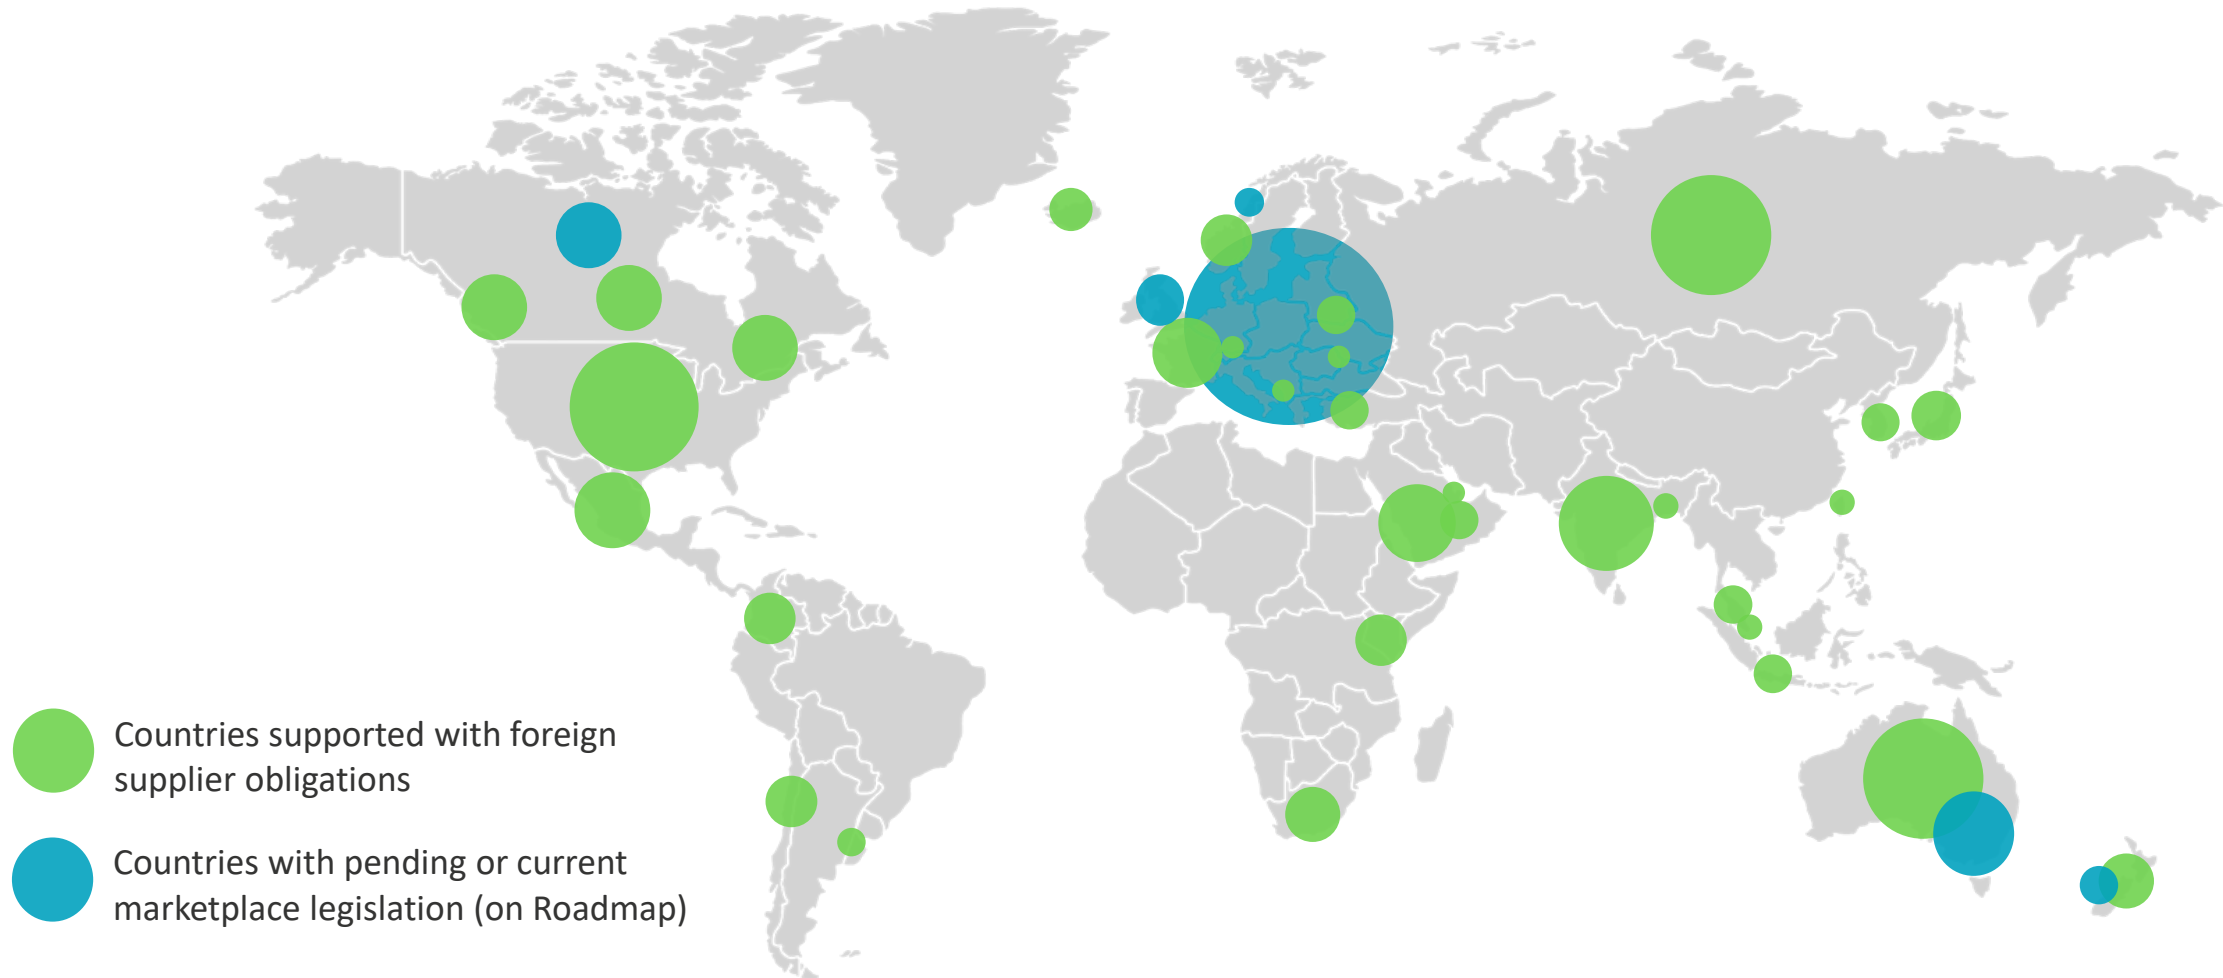 Countries supported with foreign
supplier obligations
Countries with pending or current
marketplace legislation (on Roadmap)